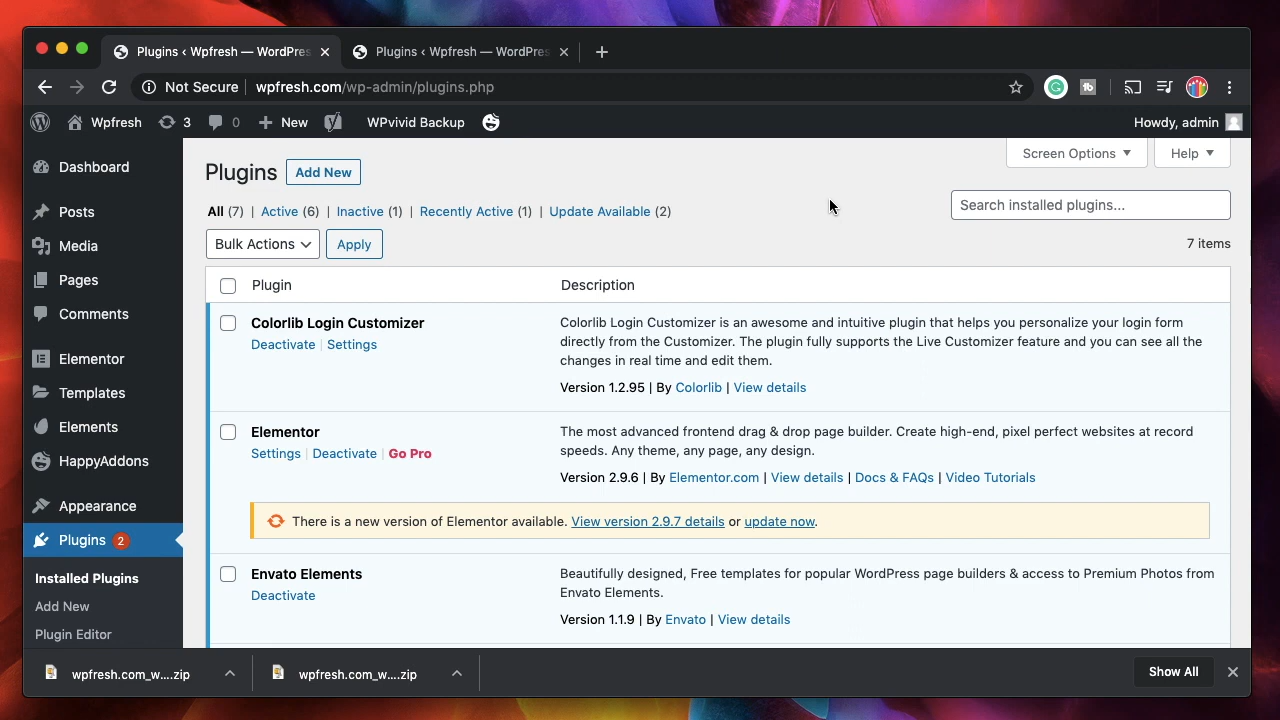 Plugins ‹ Wpfresh — WordPres
Plugins ‹ Wpfresh — WordPres
Not Secure wpfresh.com/wp-admin/plugins.php
Wpfresh 3 0 New WPvivid Backup Howdy, admin
Dashboard
Posts
Media
Pages
Comments
Elementor
Templates
Elements
HappyAddons
Appearance
Plugins 2
Installed Plugins
Add New
Plugin Editor
Screen Options Help
Plugins Add New
All (7) | Active (6) | Inactive (1) | Recently Active (1) | Update Available (2)
Search installed plugins...
Bulk Actions Apply
7 items
Plugin Description
Colorlib Login Customizer
Deactivate | Settings
Colorlib Login Customizer is an awesome and intuitive plugin that helps you personalize your login form
directly from the Customizer. The plugin fully supports the Live Customizer feature and you can see all the
changes in real time and edit them.
Version 1.2.95 | By Colorlib | View details
Elementor
Settings | Deactivate | Go Pro
The most advanced frontend drag & drop page builder. Create high-end, pixel perfect websites at record
speeds. Any theme, any page, any design.
Version 2.9.6 | By Elementor.com | View details | Docs & FAQs | Video Tutorials
There is a new version of Elementor available. View version 2.9.7 details or update now.
Envato Elements
Deactivate
Beautifully designed, Free templates for popular WordPress page builders & access to Premium Photos from
Envato Elements.
Version 1.1.9 | By Envato | View details
wpfresh.com_w....zip
wpfresh.com_w....zip
Show All